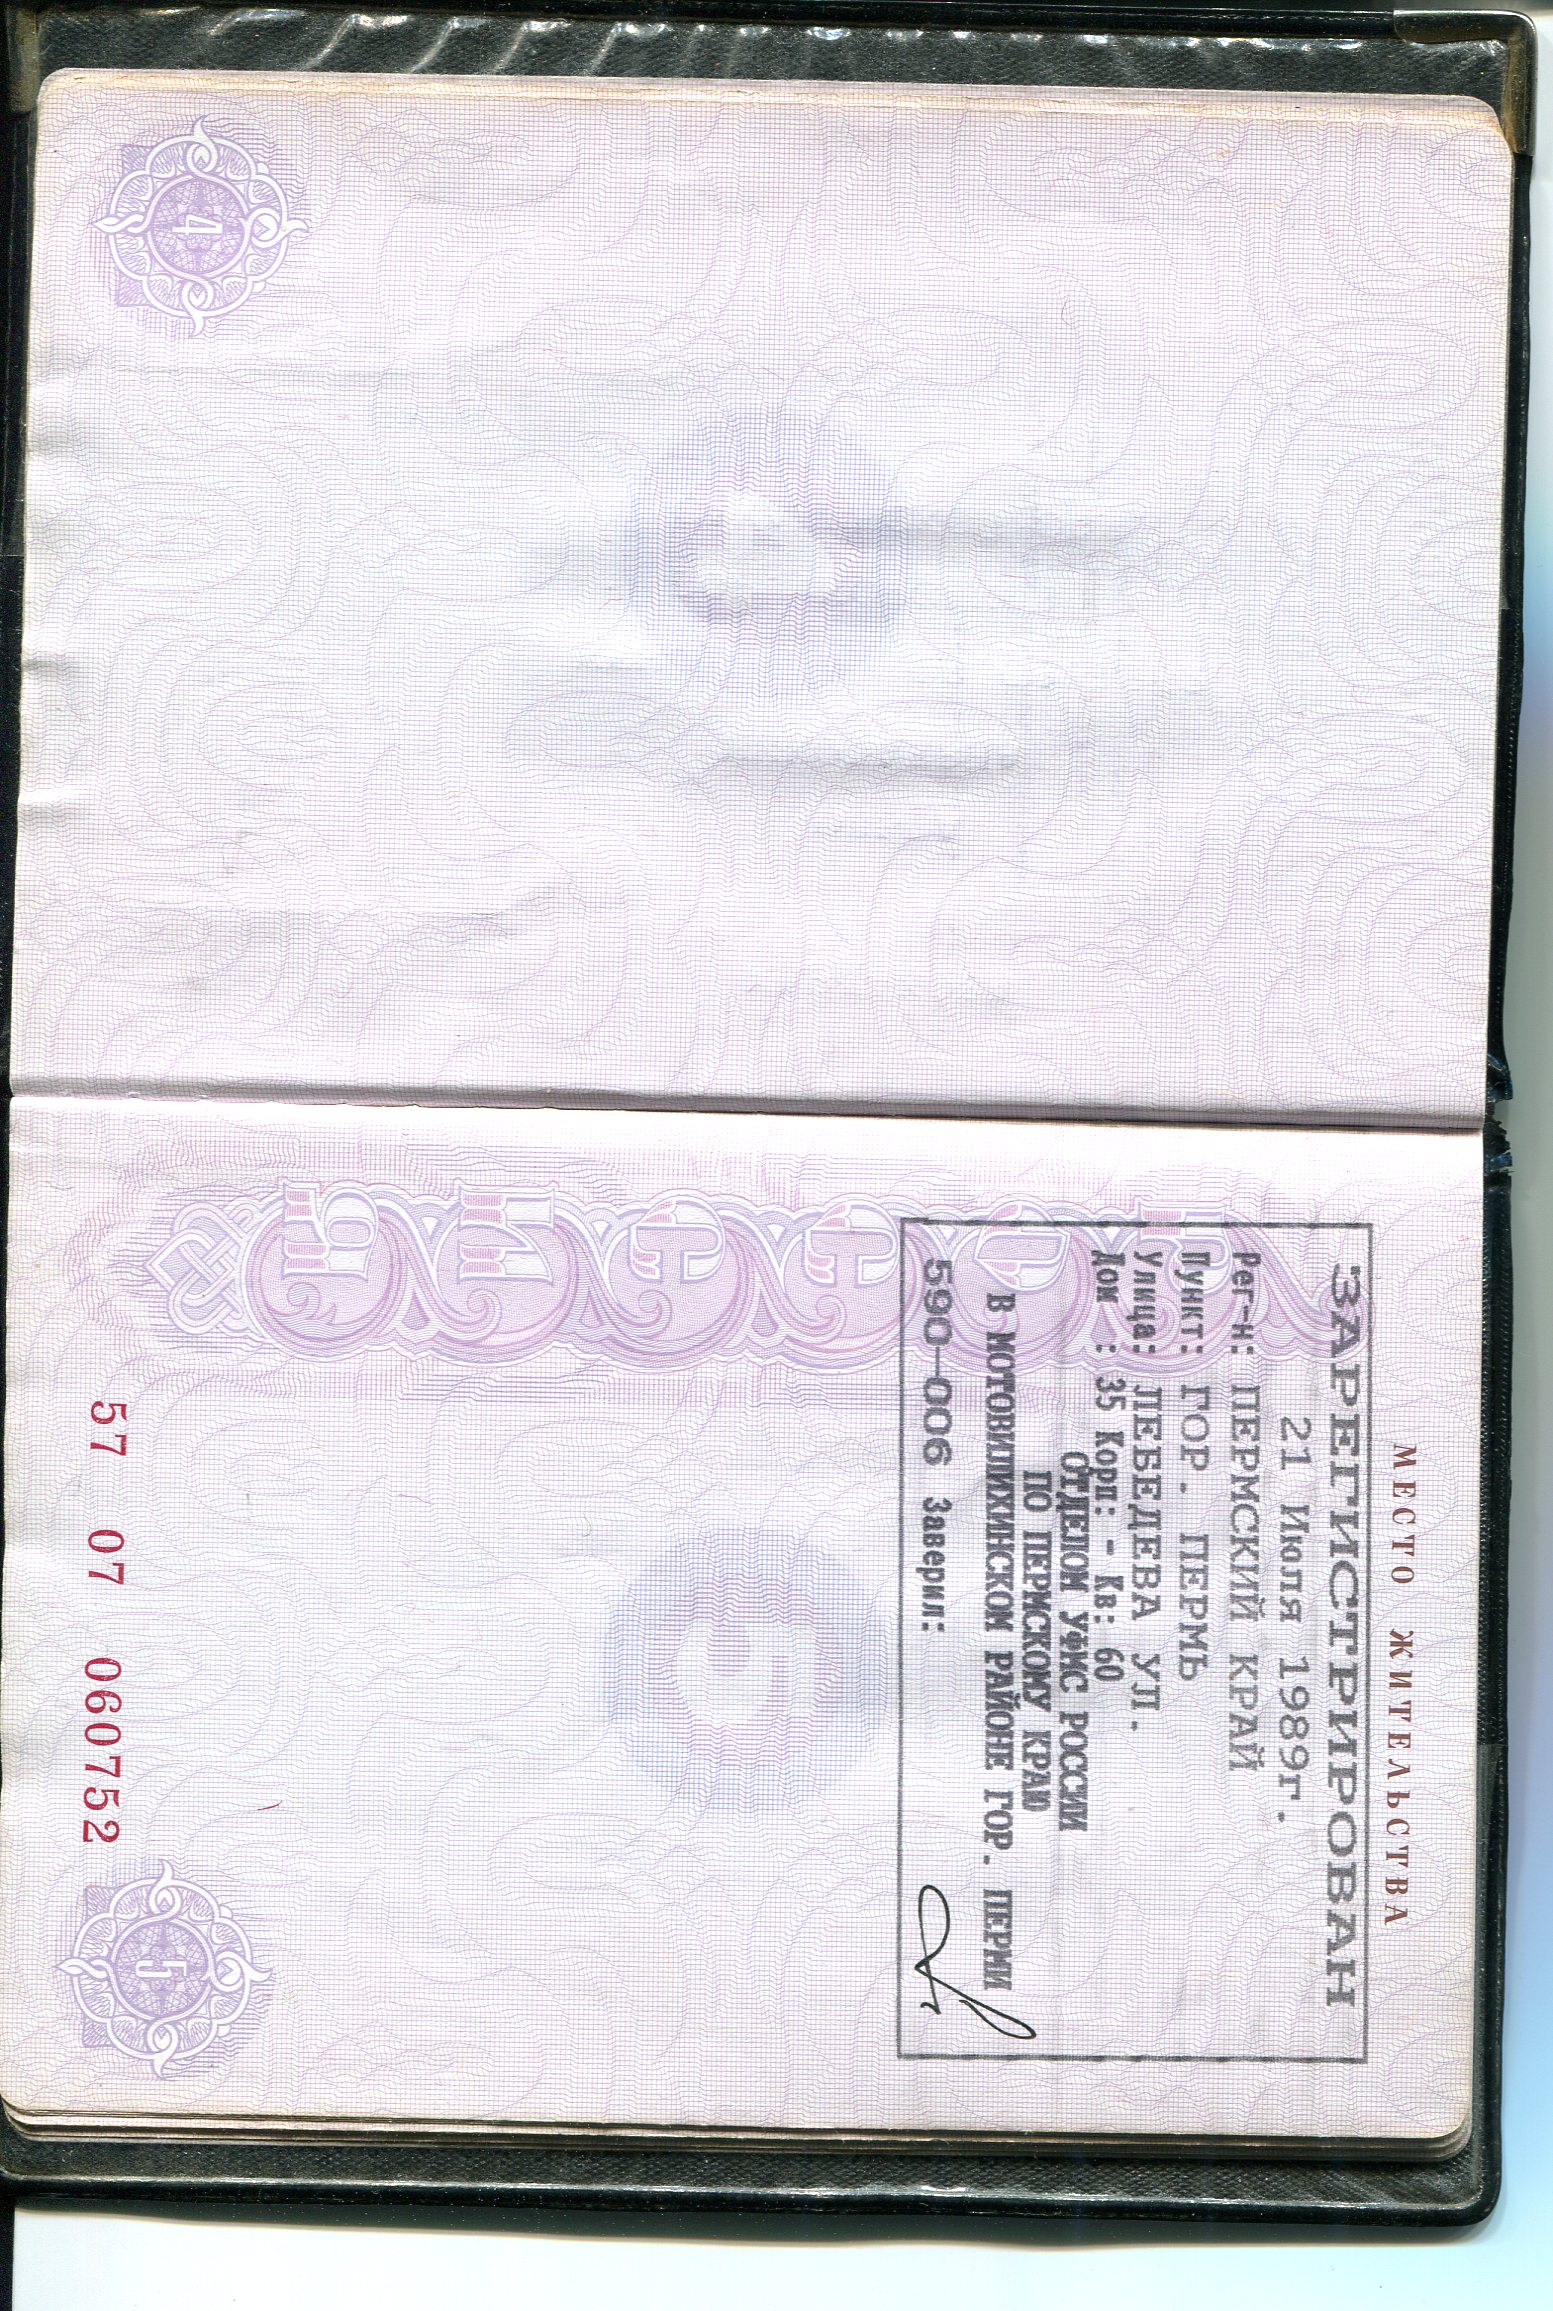 4
МЕСТО ЖИТЕЛЬСТВА
ЗАРЕГИСТРИРОВАН
21 Июля 1989г.
Рег-н: ПЕРМСКИЙ КРАЙ
Пункт: ГОР. ПЕРМЬ
Улица: ЛЕБЕДЕВА УЛ.
Дом : 35 Корп: - Кв: 60
ОТДЕЛОМ УФМС РОССИИ
ПО ПЕРМСКОМУ КРАЮ
В МОТОВИЛИХИНСКОМ РАЙОНЕ ГОР. ПЕРМИ
590-006 Заверил:
57 07 060752
5